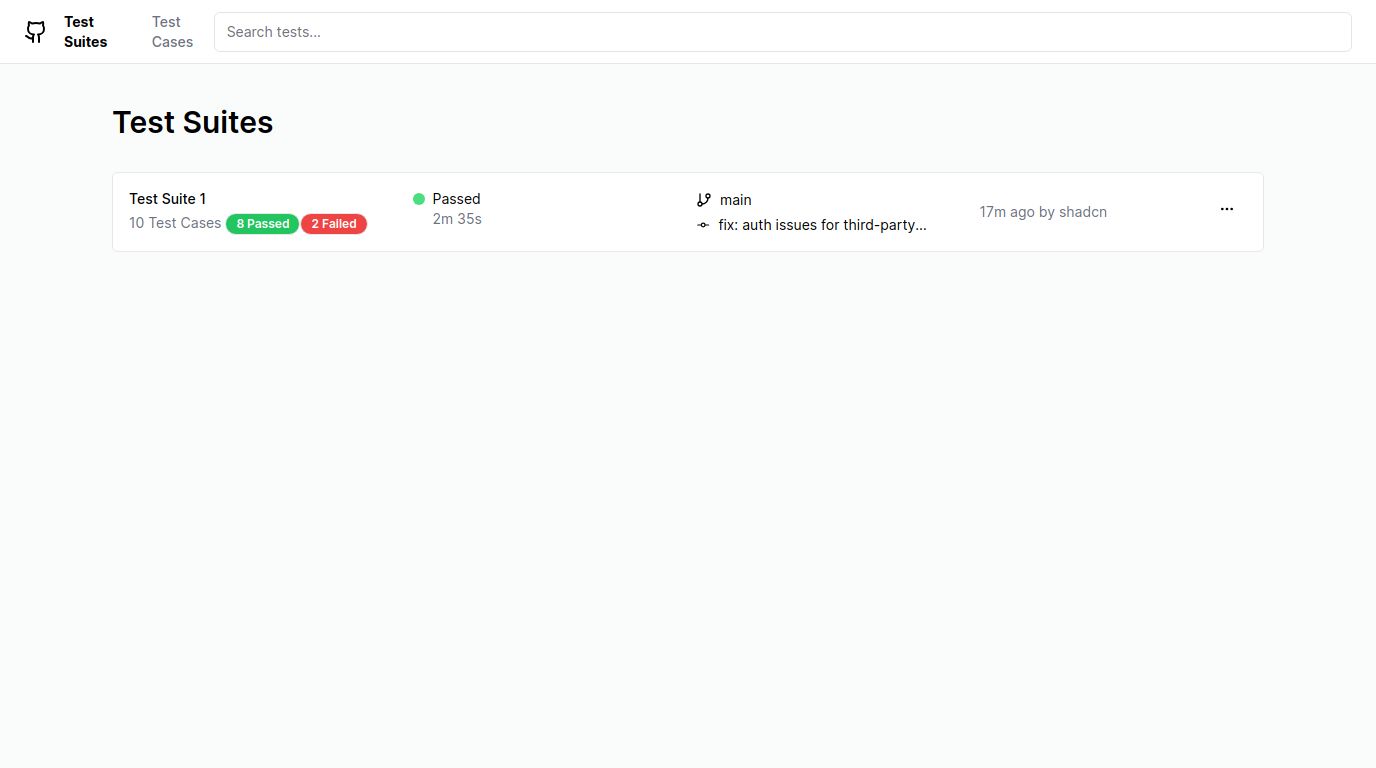 Test
Suites
Test
Cases
Search tests...
Test Suites
Test Suite 1
10 Test Cases 8 Passed 2 Failed
Passed
2m 35s
main
fix: auth issues for third-party...
17m ago by shadcn